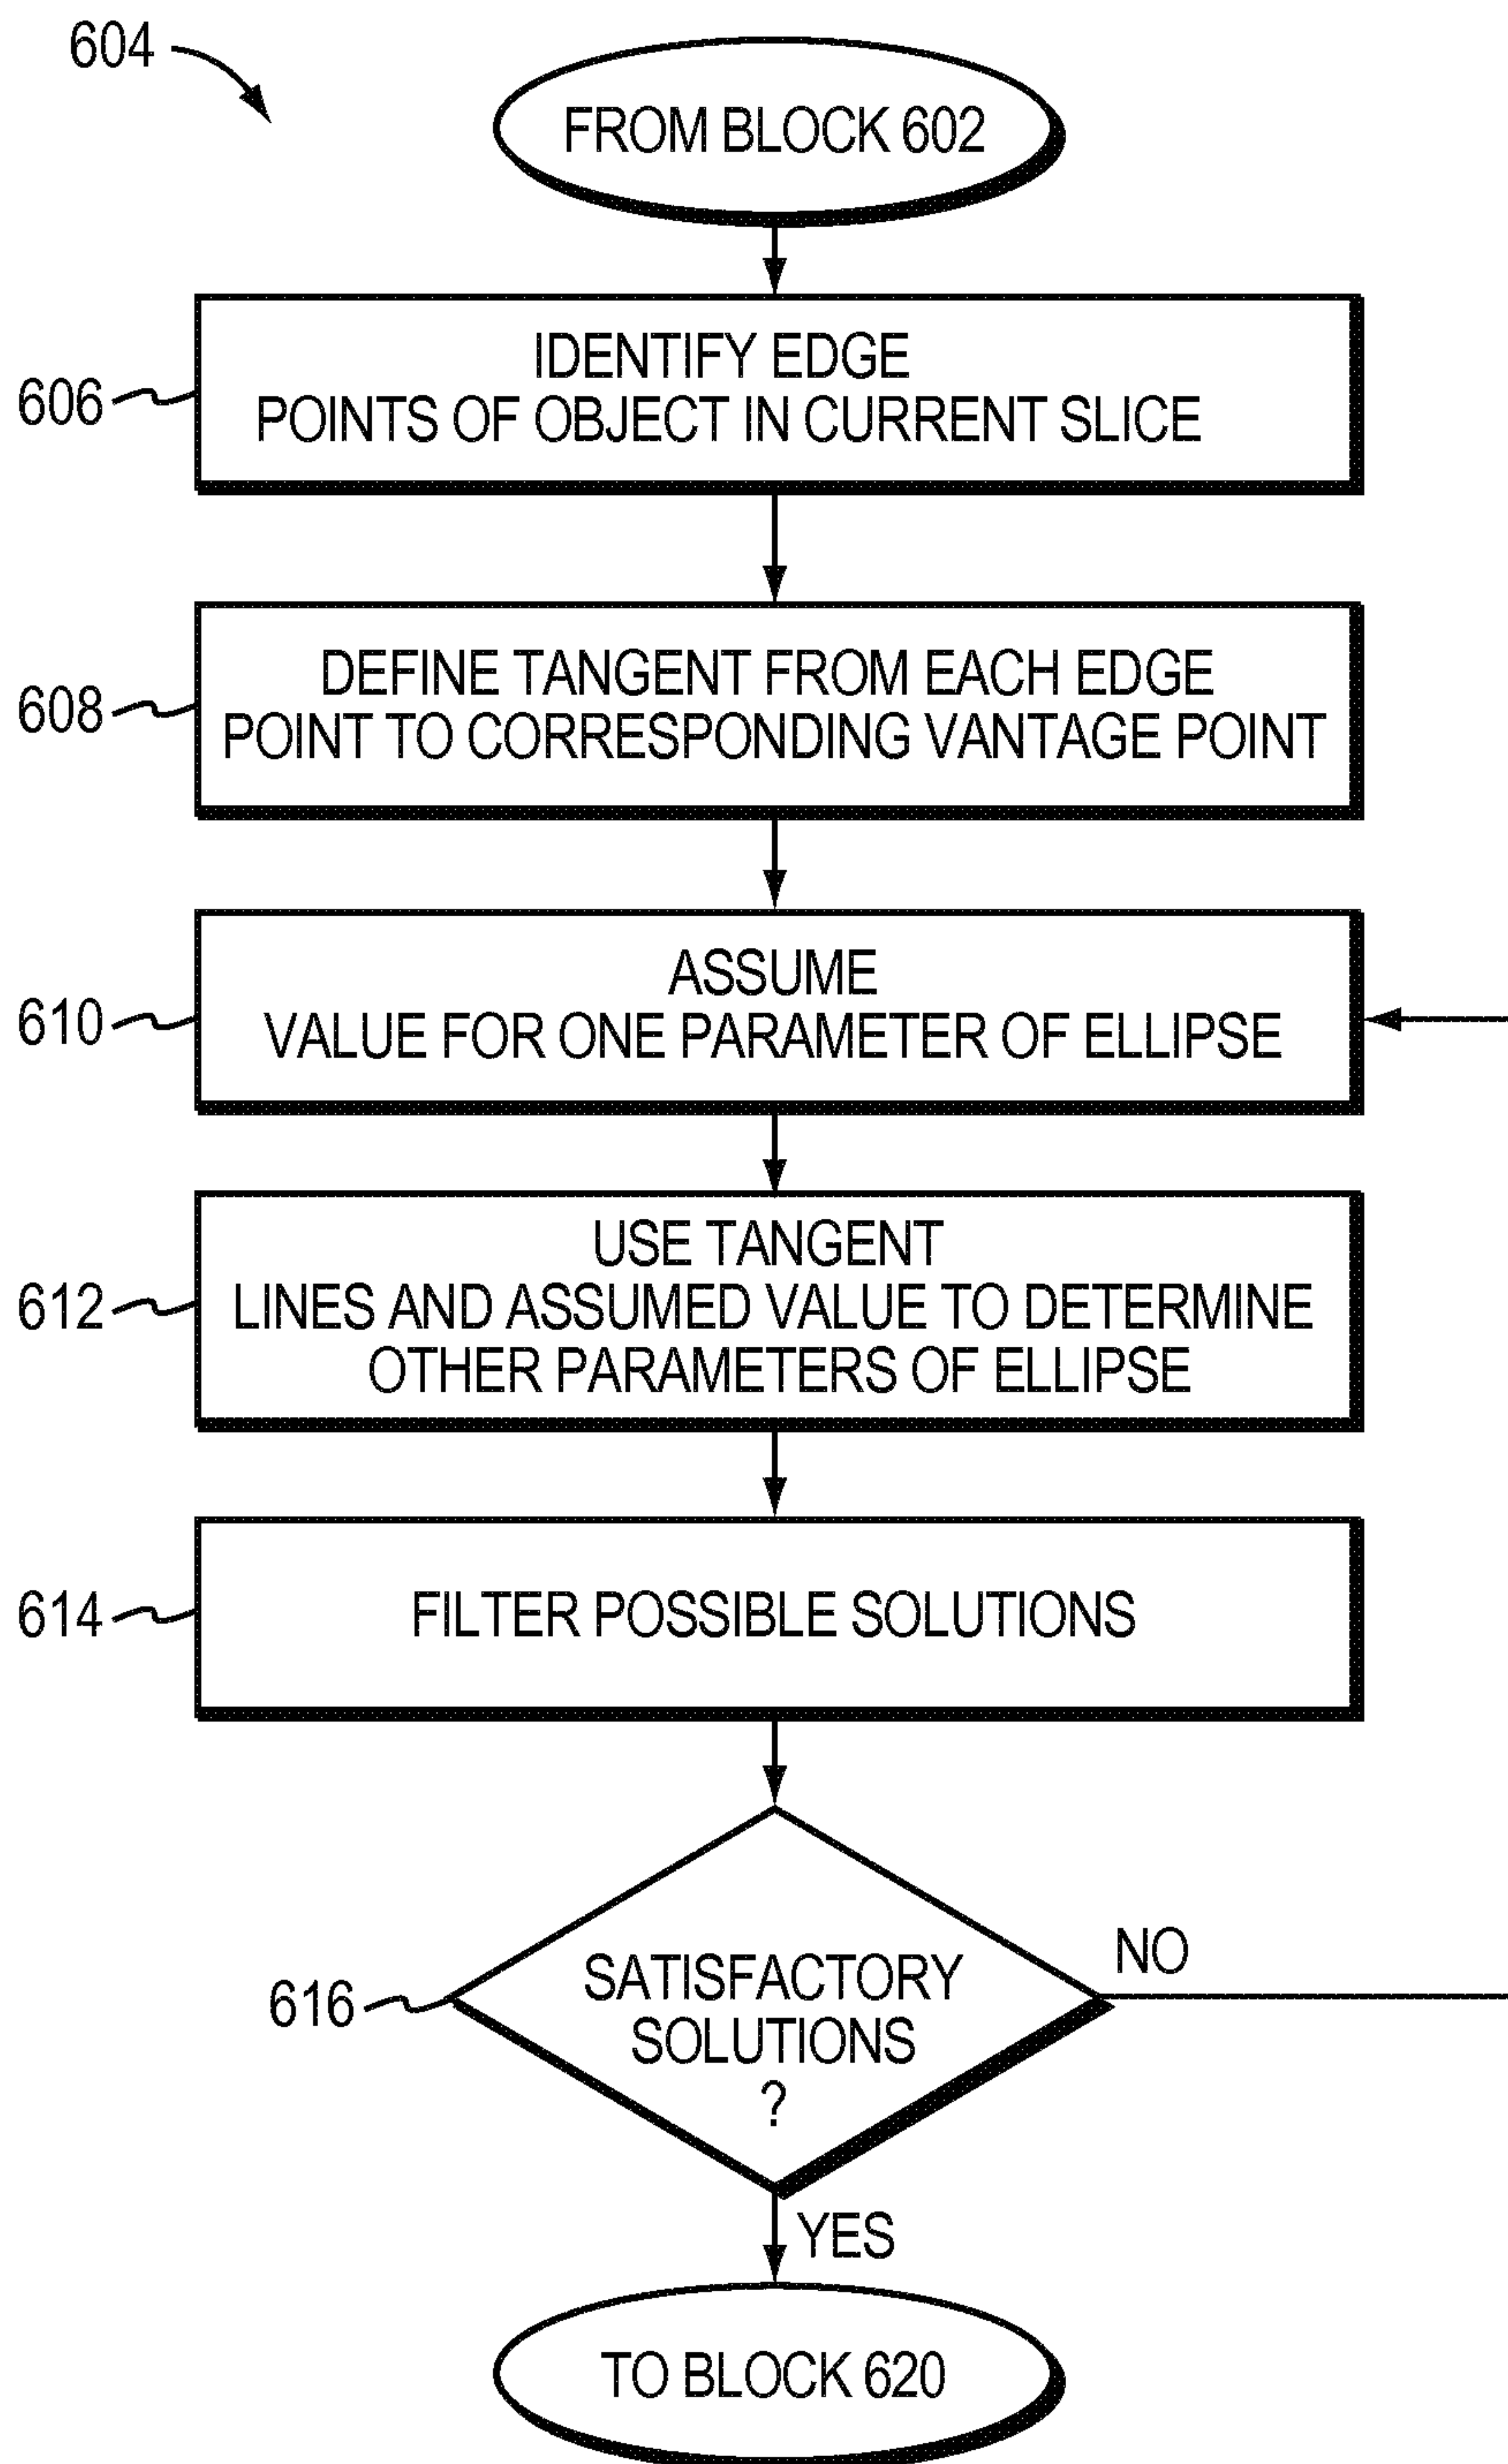 604
FROM BLOCK 602
606
IDENTIFY EDGE
POINTS OF OBJECT IN CURRENT SLICE
608
DEFINE TANGENT FROM EACH EDGE
POINT TO CORRESPONDING VANTAGE POINT
610
ASSUME
VALUE FOR ONE PARAMETER OF ELLIPSE
612
USE TANGENT
LINES AND ASSUMED VALUE TO DETERMINE
OTHER PARAMETERS OF ELLIPSE
614
FILTER POSSIBLE SOLUTIONS
616
SATISFACTORY
SOLUTIONS
?
NO
YES
TO BLOCK 620